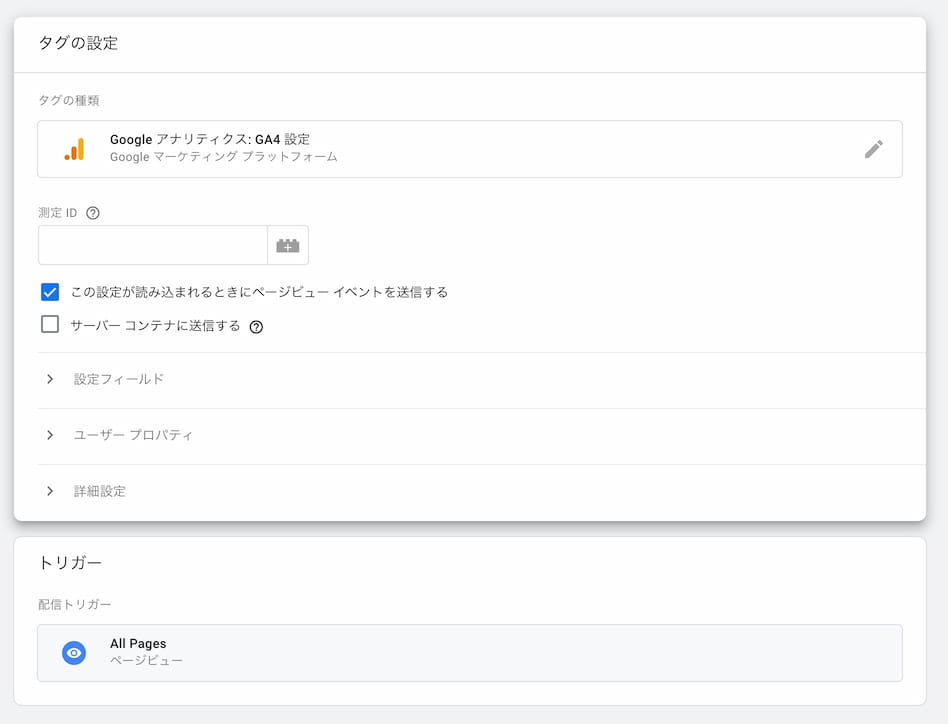 タグの設定
タグの種類
Google アナリティクス: GA4 設定
Google マーケティング プラットフォーム
測定 ID
この設定が読み込まれるときにページビュー イベントを送信する
サーバー コンテナに送信する
設定フィールド
ユーザー プロパティ
詳細設定
トリガー
配信トリガー
All Pages
ページビュー